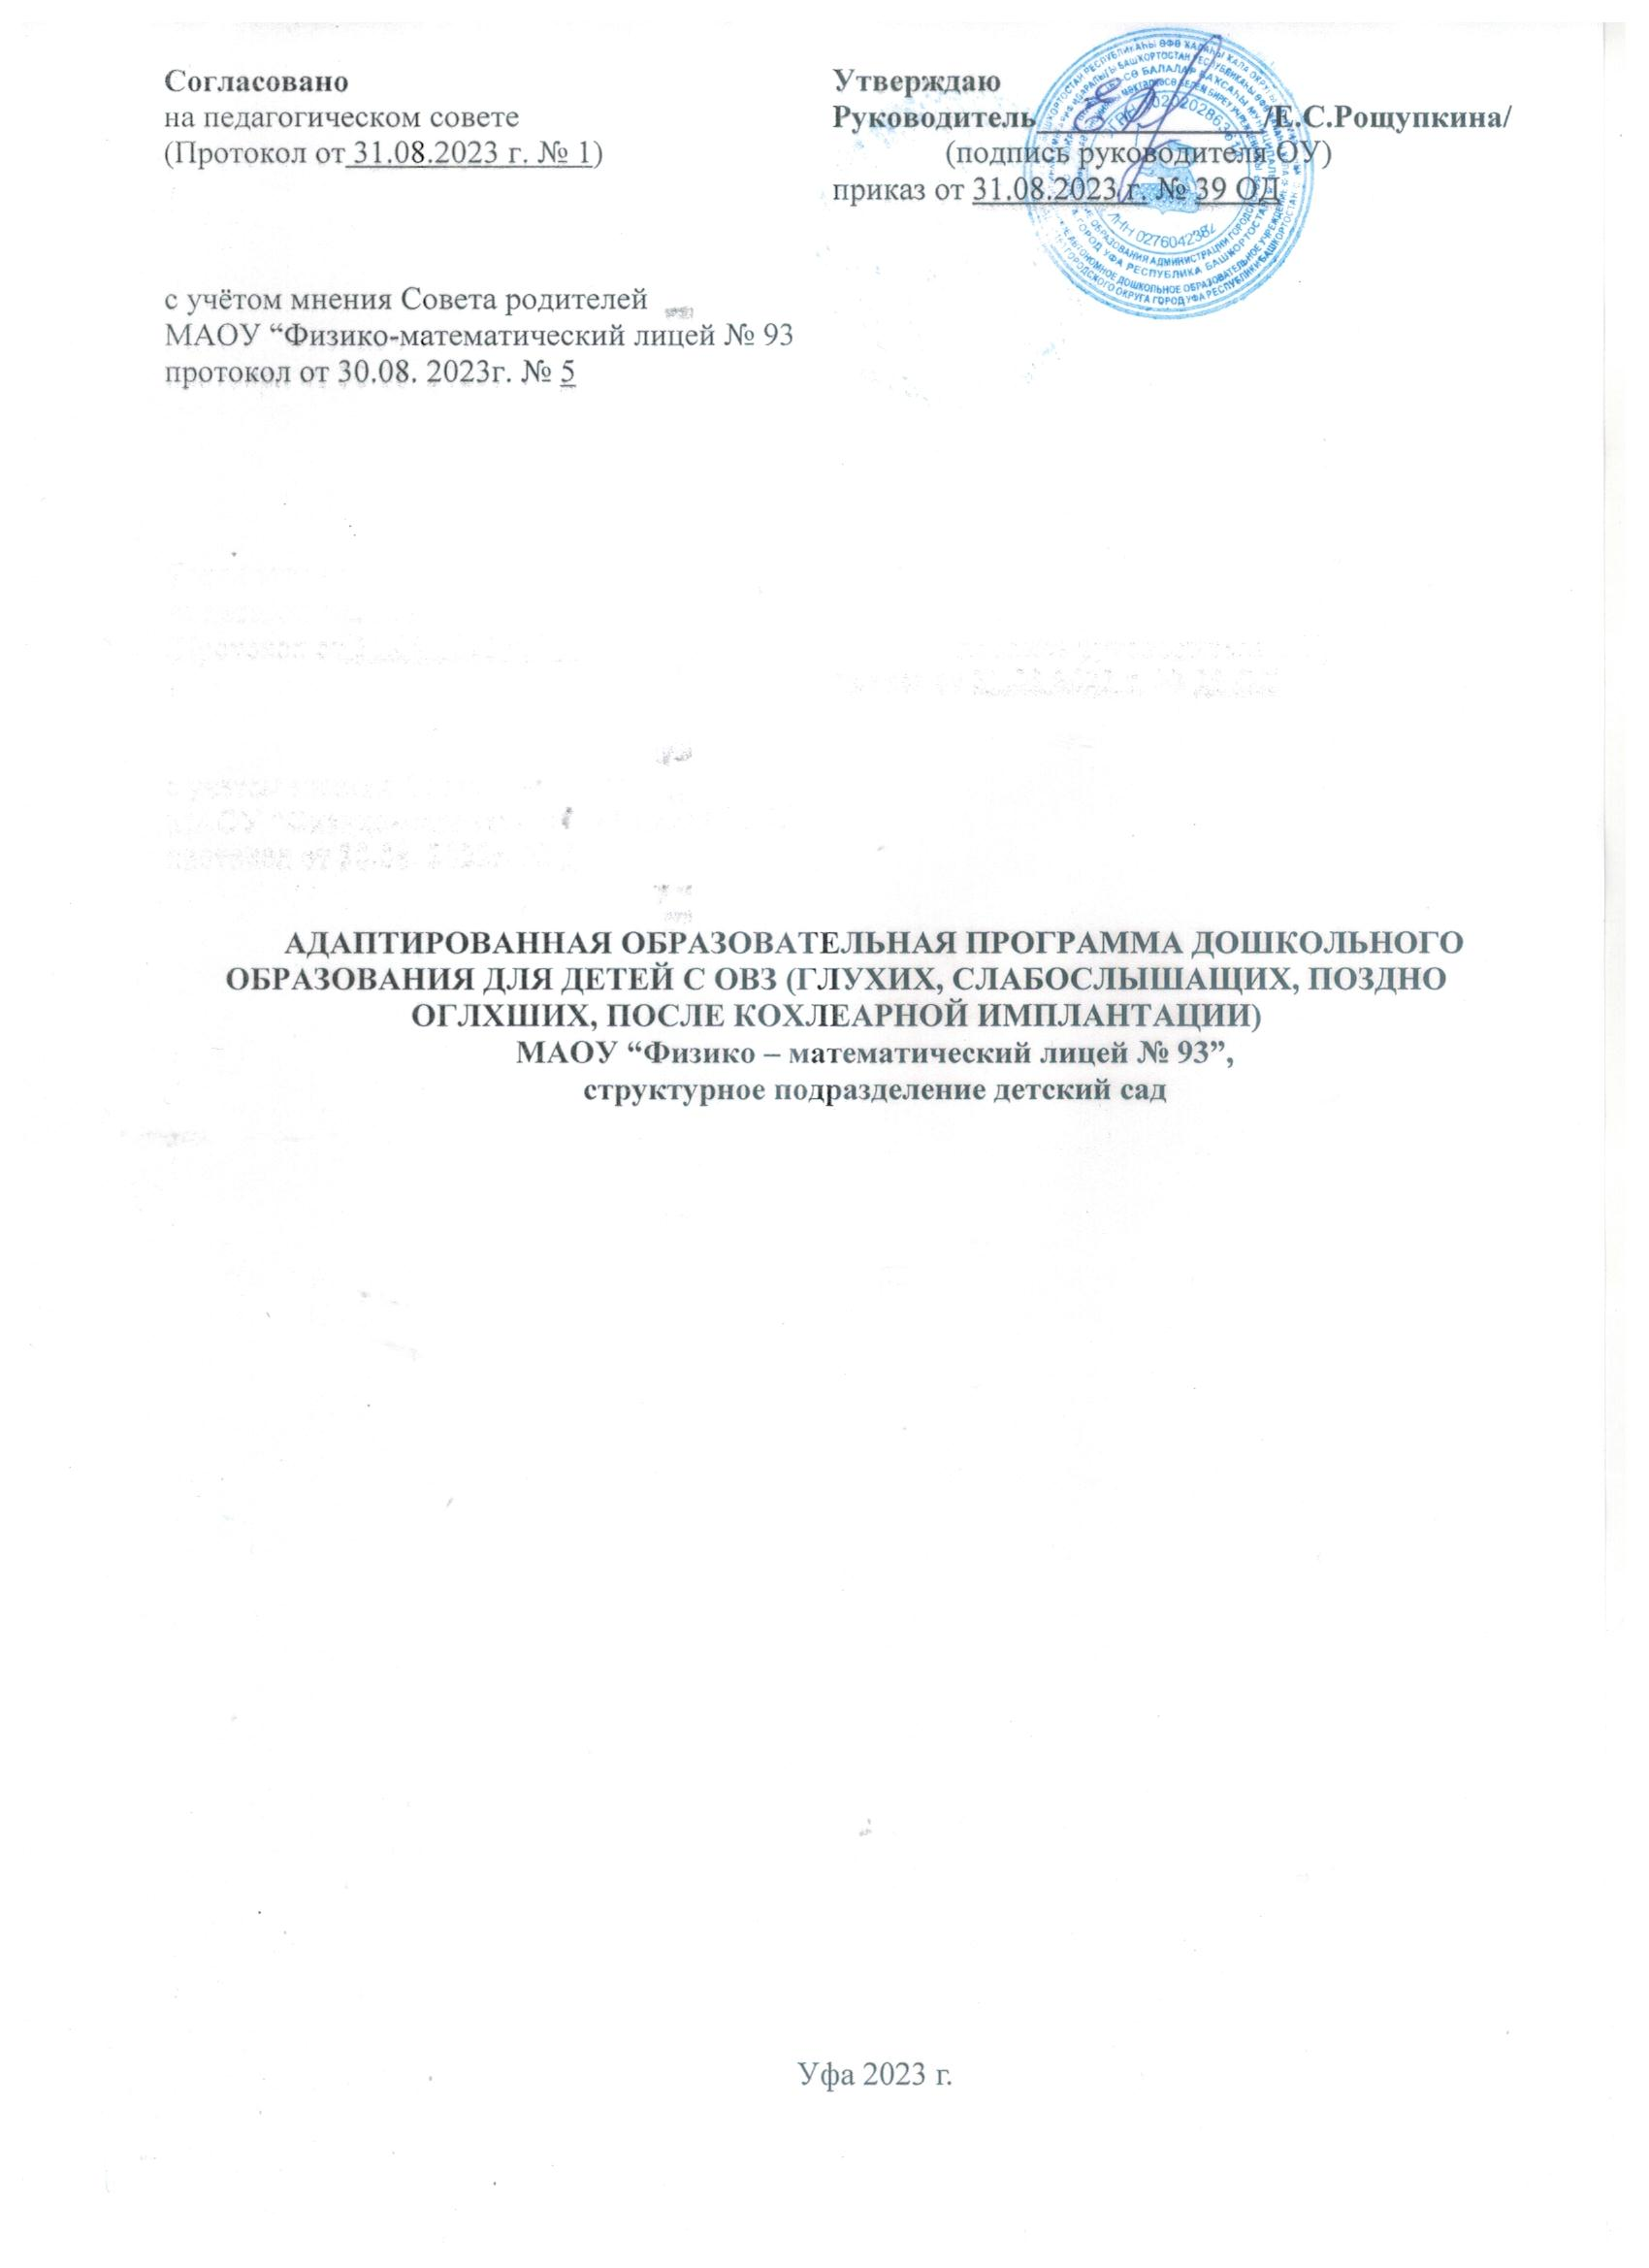 Согласовано
на педагогическом совете
(Протокол от 31.08.2023 г. № 1)
Утверждаю
Руководитель /Е.С.Рощупкина/
(подпись руководителя ОУ)
приказ от 31.08.2023 г. № 39 ОД
ИНН 0276042382
с учётом мнения Совета родителей
МАОУ “Физико-математический лицей № 93
протокол от 30.08. 2023г. № 5
АДАПТИРОВАННАЯ ОБРАЗОВАТЕЛЬНАЯ ПРОГРАММА ДОШКОЛЬНОГО
ОБРАЗОВАНИЯ ДЛЯ ДЕТЕЙ С ОВЗ (ГЛУХИХ, СЛАБОСЛЫШАЩИХ, ПОЗДНО
ОГЛХШИХ, ПОСЛЕ КОХЛЕАРНОЙ ИМПЛАНТАЦИИ)
МАОУ “Физико – математический лицей № 93”,
структурное подразделение детский сад
Уфа 2023 г.